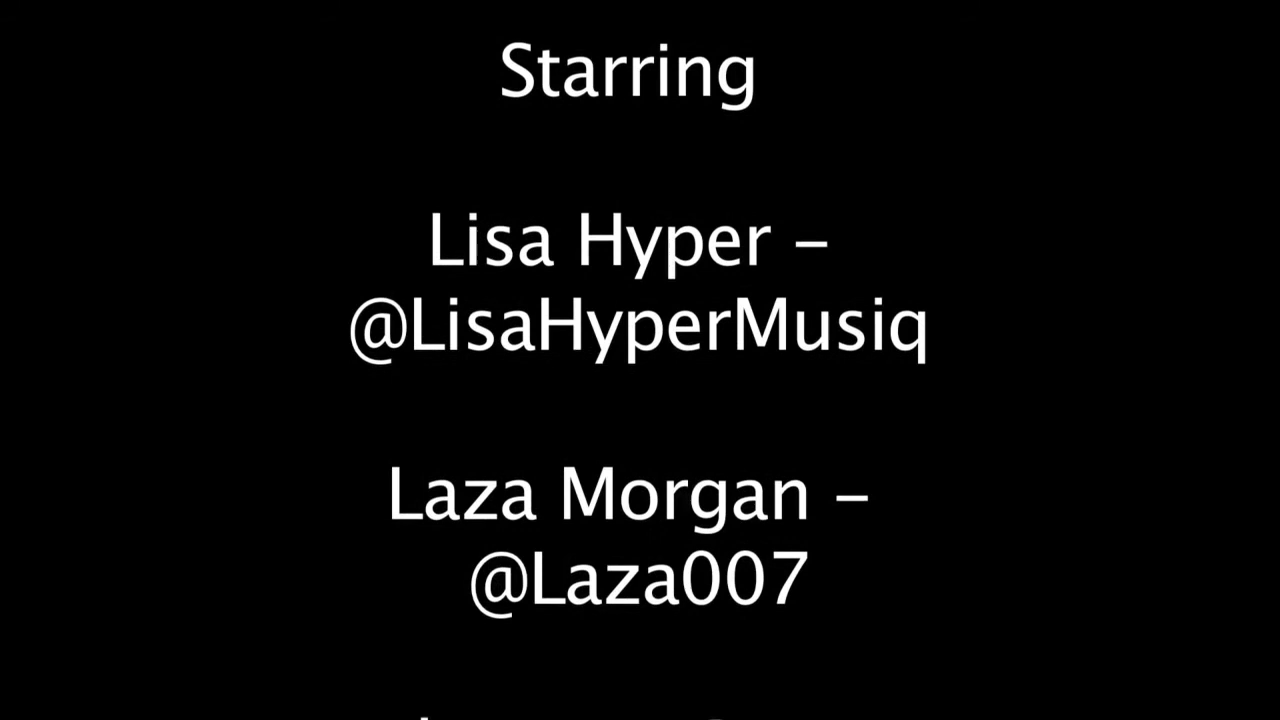 Starring
Lisa Hyper –
@LisaHyperMusiq
Laza Morgan –
@Laza007